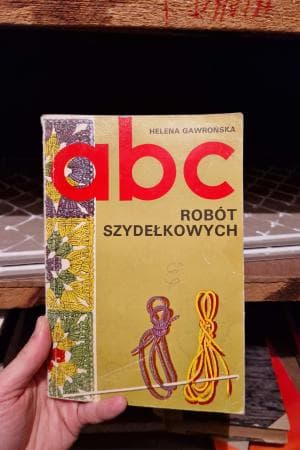 HELENA GAWROŃSKA
abc
ROBÓT
SZYDEŁKOWYCH